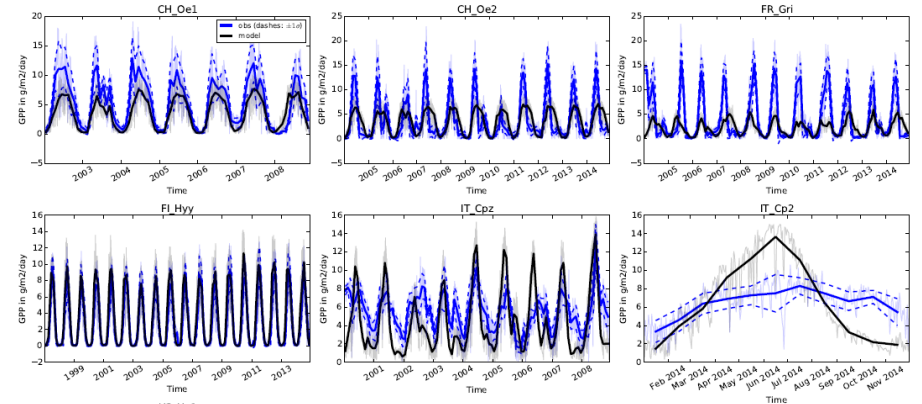 CH_Oe1
CH_Oe2
FR_Gri
obs (dashes: ±1σ)
model
GPP in g/m2/day
20
15
10
5
0
−5
2003
2004
2005
2006
2007
2008
Time
GPP in g/m2/day
25
20
15
10
5
0
−5
2005
2006
2007
2009
2010
2011
2013
2014
Time
GPP in g/m2/day
25
20
15
10
5
0
−5
2005
2006
2007
2009
2010
2011
2013
2014
Time
FI_Hyy
IT_Cpz
IT_Cp2
GPP in g/m2/day
16
14
12
10
8
6
4
2
0
−2
1999
2001
2003
2005
2007
2009
2011
2013
Time
GPP in g/m2/day
16
14
12
10
8
6
4
2
0
2001
2002
2003
2004
2005
2006
2008
Time
GPP in g/m2/day
16
14
12
10
8
6
4
2
0
Feb 2014
Mar 2014
Apr 2014
May 2014
Jun 2014
Jul 2014
Aug 2014
Sep 2014
Oct 2014
Nov 2014
Time